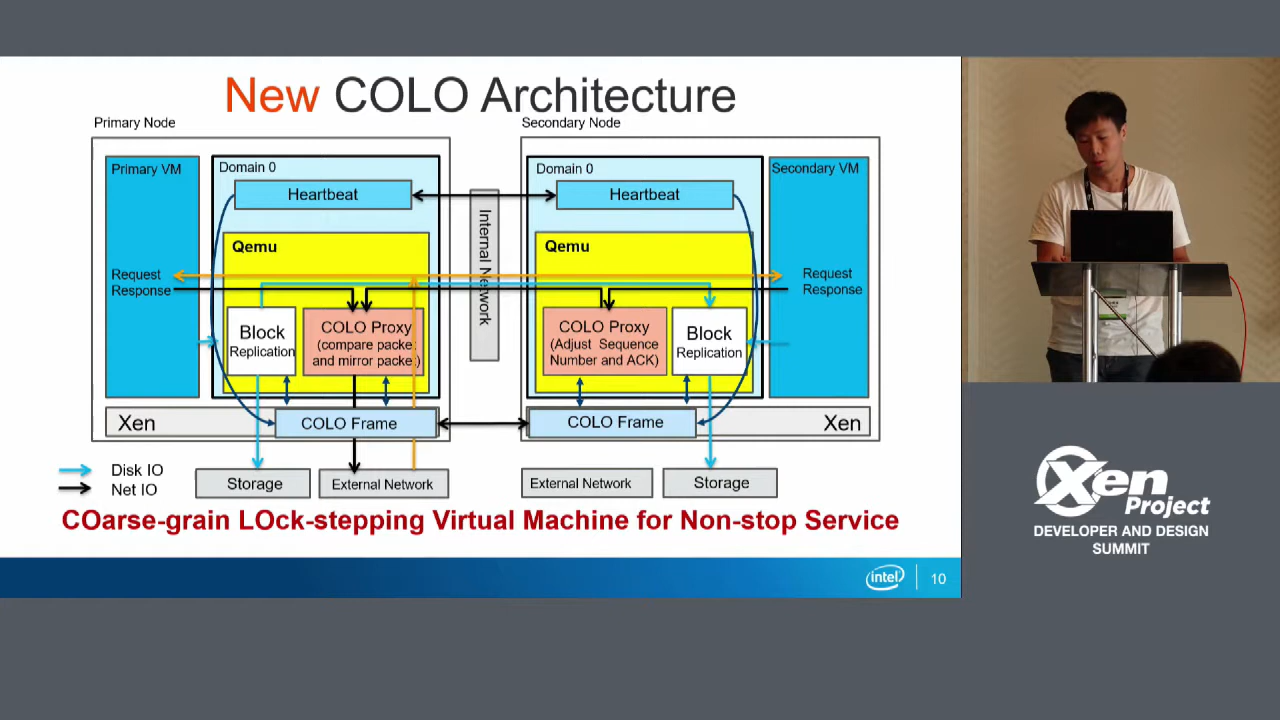 New COLO Architecture
Primary Node
Secondary Node
Primary VM
Domain 0
Heartbeat
Qemu
Request
Response
Block
Replication
COLO Proxy
(compare packe
and mirror packet)
COLO Frame
Xen
Internal Network
Domain 0
Secondary VM
Heartbeat
Qemu
Request
Response
COLO Proxy
(Adjust Sequence
Number and ACK)
Block
Replication
COLO Frame
Xen
Disk IO
Net IO
Storage
External Network
External Network
Storage
COarse-grain LOck-stepping Virtual Machine for Non-stop Service
intel
10
Xen
Project
DEVELOPER AND DESIGN
SUMMIT